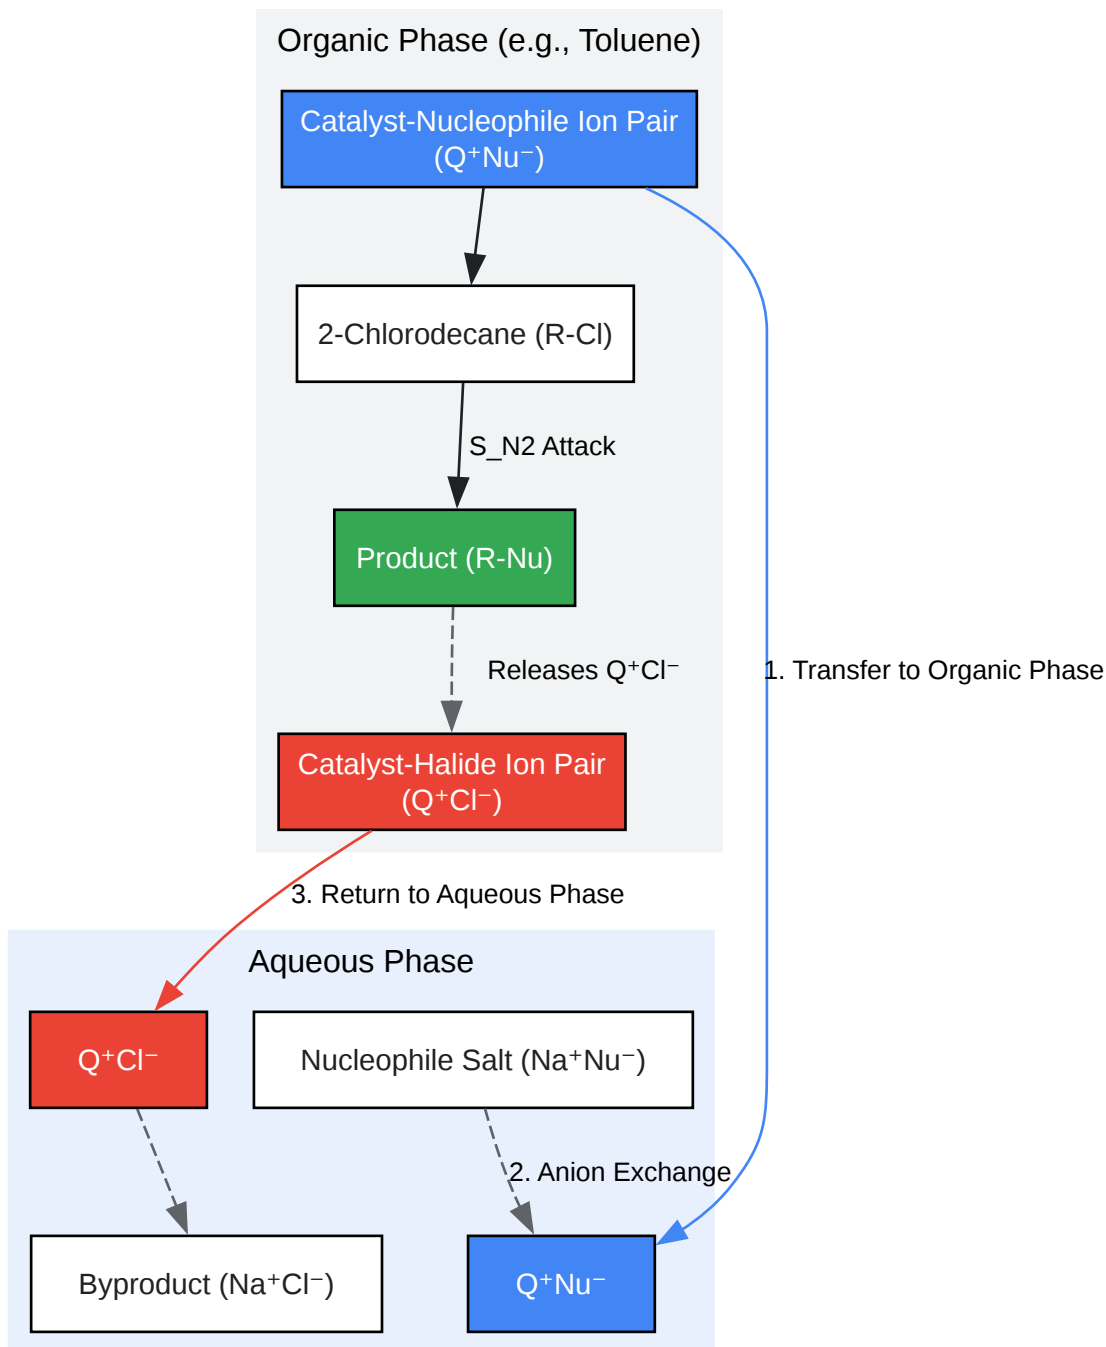 Organic Phase (e.g., Toluene)
Catalyst-Nucleophile Ion Pair
(Q⁺Nu⁻)
2-Chlorodecane (R-Cl)
S_N2 Attack
Product (R-Nu)
Releases Q⁺Cl⁻
1. Transfer to Organic Phase
Catalyst-Halide Ion Pair
(Q⁺Cl⁻)
3. Return to Aqueous Phase
Aqueous Phase
Q⁺Cl⁻
Nucleophile Salt (Na⁺Nu⁻)
2. Anion Exchange
Byproduct (Na⁺Cl⁻)
Q⁺Nu⁻